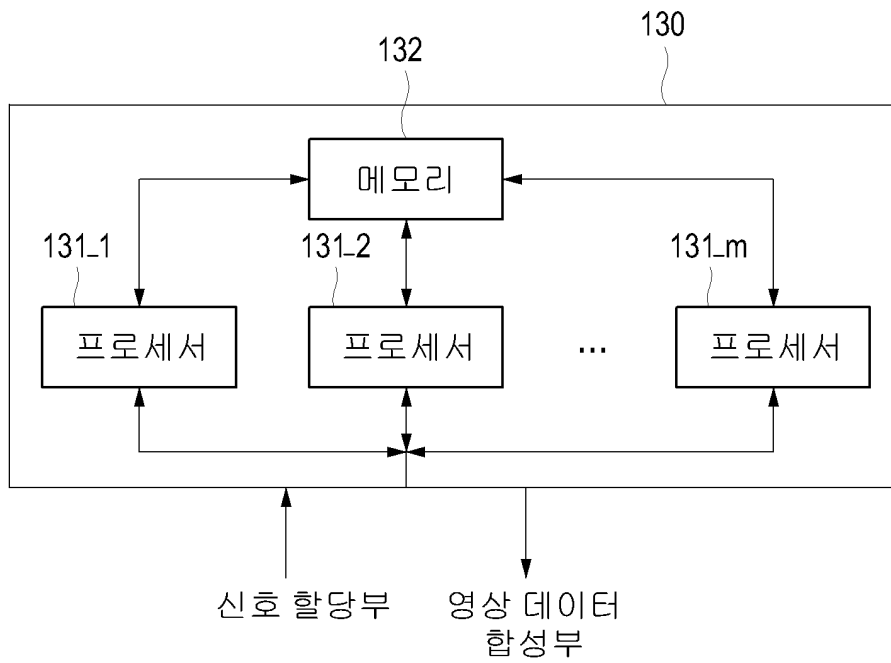 130
132
메모리
131_1
131_2
131_m
프로세서
프로세서
...
프로세서
신호 할당부
영상 데이터
합성부